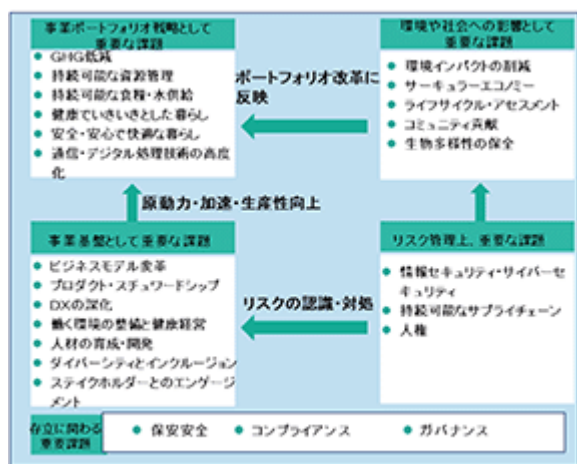 事業ポートフォリオ戦略として
重要な課題
GHG低減
持続可能な資源管理
持続可能な食糧・水供給
健康でいきいきとした暮らし
安全・安心で快適な暮らし
通信・デジタル処理技術の高度
化
ポートフォリオ改革に
反映
環境や社会への影響として
重要な課題
環境インパクトの削減
サーキュラーエコノミー
ライフサイクル・アセスメント
コミュニティ貢献
生物多様性の保全
原動力・加速・生産性向上
事業基盤として重要な課題
ビジネスモデル変革
プロダクト・スチュワードシップ
DXの深化
働く環境の整備と健康経営
人材の育成・開発
ダイバーシティとインクルージョン
ステイクホルダーとのエンゲージ
メント
リスクの認識・対処
リスク管理上、重要な課題
情報セキュリティ・サイバーセ
キュリティ
持続可能なサプライチェーン
人権
存立に関わる
重要課題
保安安全
コンプライアンス
ガバナンス